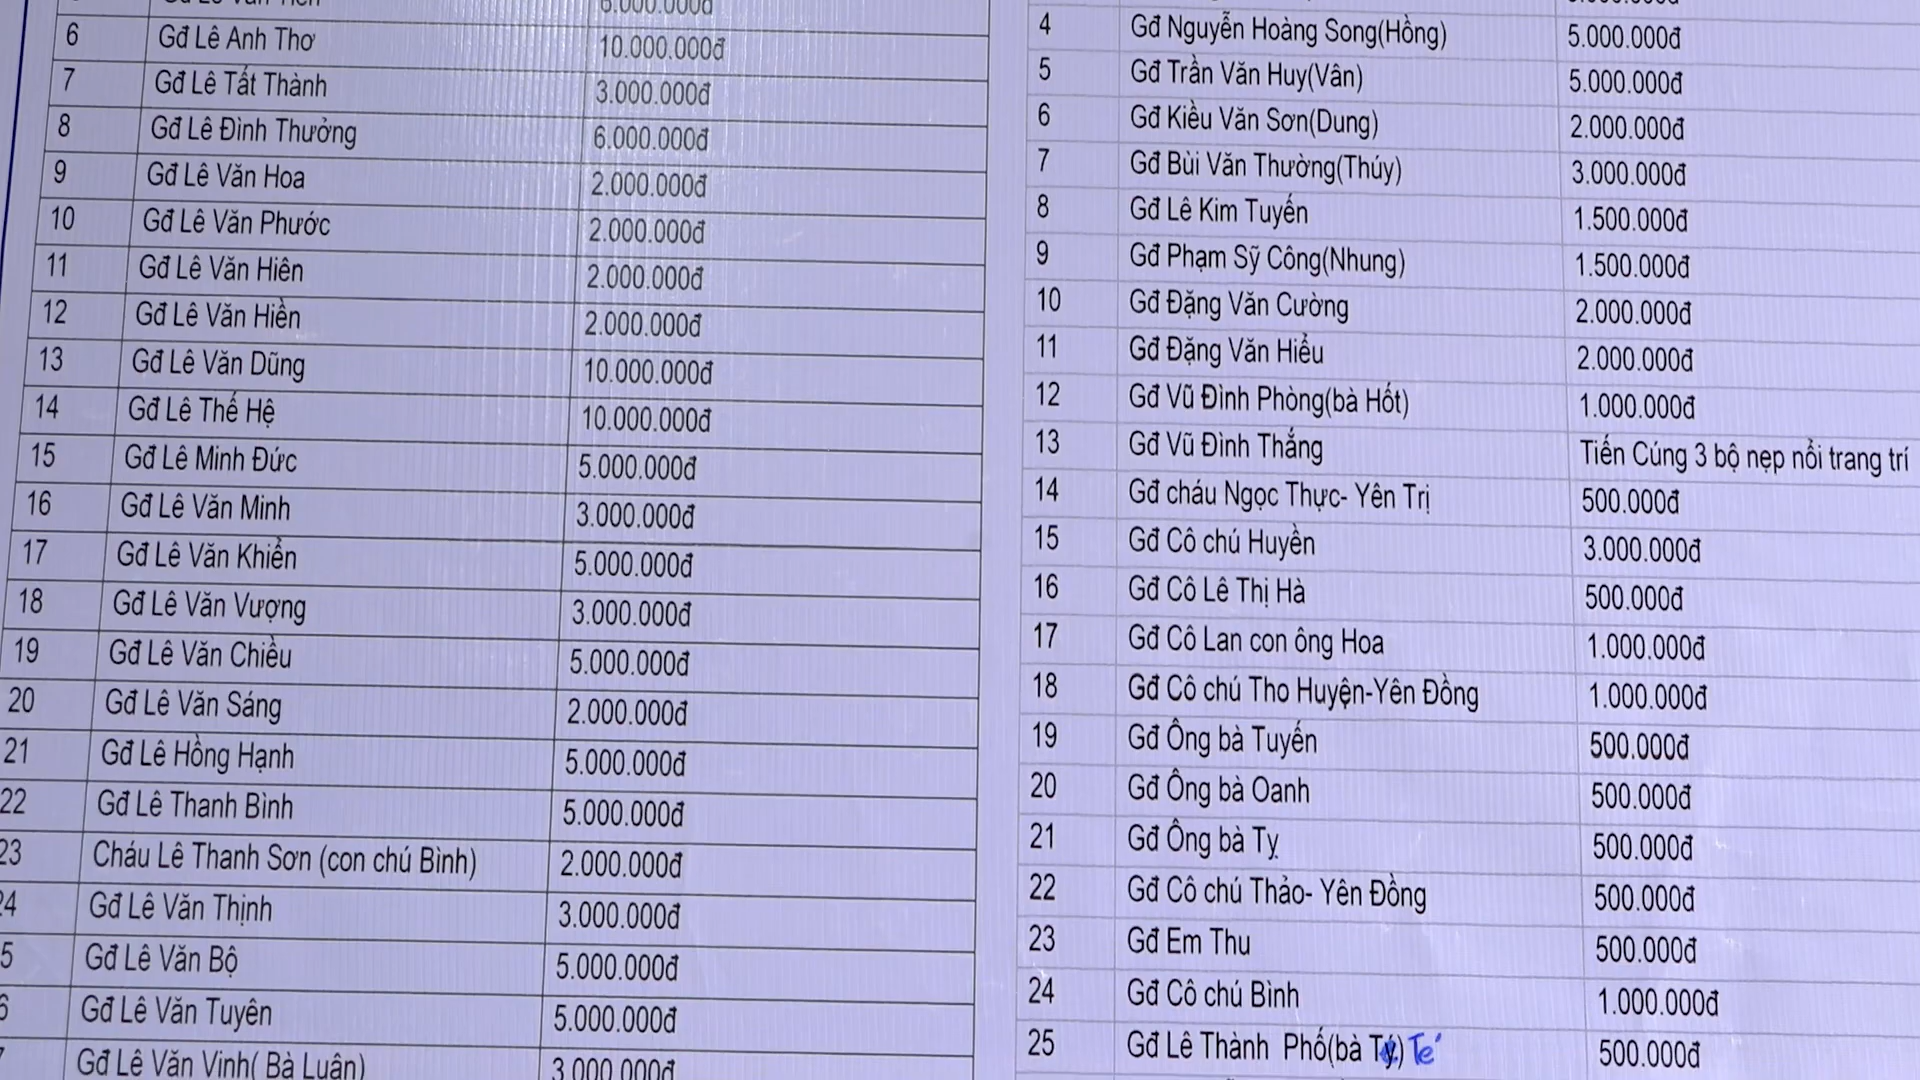 6 Gđ Lê Anh Thơ 10.000.000đ
7 Gđ Lê Tất Thành 3.000.000đ
8 Gđ Lê Đình Thưởng 6.000.000đ
9 Gđ Lê Văn Hoa 2.000.000đ
10 Gđ Lê Văn Phước 2.000.000đ
11 Gđ Lê Văn Hiên 2.000.000đ
12 Gđ Lê Văn Hiền 2.000.000đ
13 Gđ Lê Văn Dũng 10.000.000đ
14 Gđ Lê Thế Hệ 10.000.000đ
15 Gđ Lê Minh Đức 5.000.000đ
16 Gđ Lê Văn Minh 3.000.000đ
17 Gđ Lê Văn Khiển 5.000.000đ
18 Gđ Lê Văn Vượng 3.000.000đ
19 Gđ Lê Văn Chiều 5.000.000đ
20 Gđ Lê Văn Sáng 2.000.000đ
21 Gđ Lê Hồng Hạnh 5.000.000đ
22 Gđ Lê Thanh Bình 5.000.000đ
23 Cháu Lê Thanh Sơn (con chú Bình) 2.000.000đ
24 Gđ Lê Văn Thịnh 3.000.000đ
5 Gđ Lê Văn Bộ 5.000.000đ
6 Gđ Lê Văn Tuyên 5.000.000đ
Gđ Lê Văn Vinh( Bà Luân) 3.000.000đ
4 Gđ Nguyễn Hoàng Song(Hồng) 5.000.000đ
5 Gđ Trần Văn Huy(Vân) 5.000.000đ
6 Gđ Kiều Văn Sơn(Dung) 2.000.000đ
7 Gđ Bùi Văn Thường(Thúy) 3.000.000đ
8 Gđ Lê Kim Tuyến 1.500.000đ
9 Gđ Phạm Sỹ Công(Nhung) 1.500.000đ
10 Gđ Đặng Văn Cường 2.000.000đ
11 Gđ Đặng Văn Hiểu 2.000.000đ
12 Gđ Vũ Đình Phòng(bà Hốt) 1.000.000đ
13 Gđ Vũ Đình Thắng Tiến Cúng 3 bộ nẹp nổi trang trí
14 Gđ cháu Ngọc Thực- Yên Trị 500.000đ
15 Gđ Cô chú Huyền 3.000.000đ
16 Gđ Cô Lê Thị Hà 500.000đ
17 Gđ Cô Lan con ông Hoa 1.000.000đ
18 Gđ Cô chú Tho Huyện-Yên Đồng 1.000.000đ
19 Gđ Ông bà Tuyến 500.000đ
20 Gđ Ông bà Oanh 500.000đ
21 Gđ Ông bà Tỵ 500.000đ
22 Gđ Cô chú Thảo- Yên Đồng 500.000đ
23 Gđ Em Thu 500.000đ
24 Gđ Cô chú Bình 1.000.000đ
25 Gđ Lê Thành Phố(bà Tý) Té 500.000đ